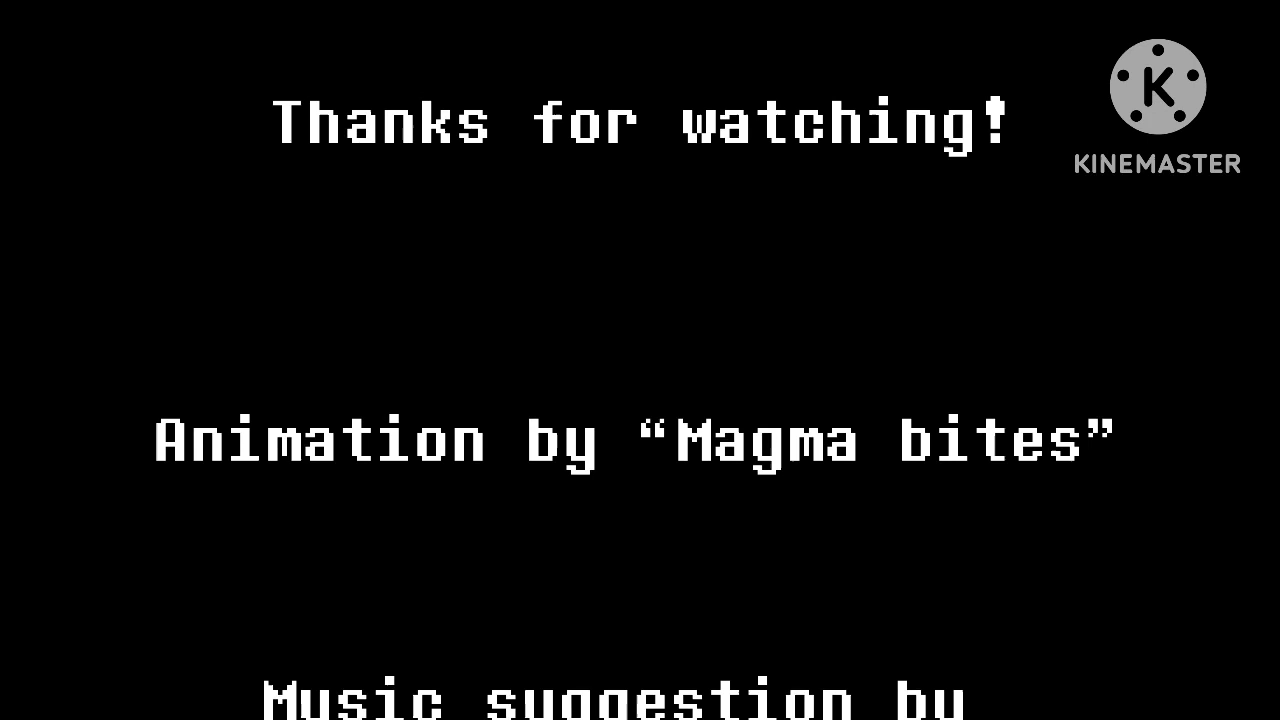 Thanks for watching!
KINEMASTER
Animation by “Magma bites”
Music suggestion by